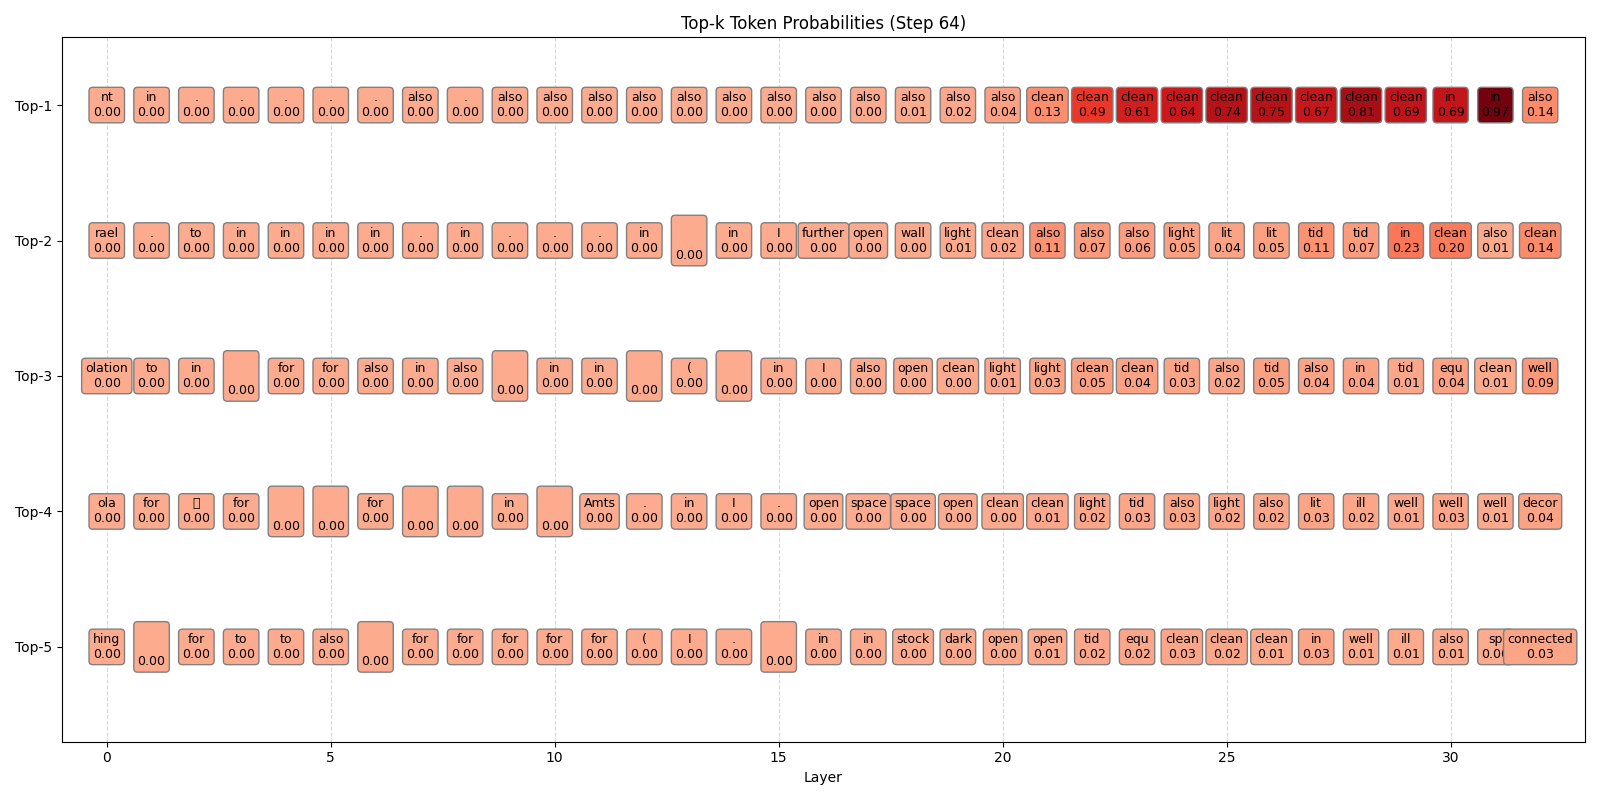 Top-k Token Probabilities (Step 64)
Top-1
nt in . . . . . also . also also also also also also also also also also also also clean clean clean clean clean clean clean clean clean in in also
0.00 0.00 0.00 0.00 0.00 0.00 0.00 0.00 0.00 0.00 0.00 0.00 0.00 0.00 0.00 0.00 0.00 0.00 0.01 0.02 0.04 0.13 0.49 0.61 0.64 0.74 0.75 0.67 0.81 0.69 0.69 0.97 0.14
Top-2
rael . to in in in in . in . . . in in I further open wall light clean also also also light lit lit tid tid in clean also clean
0.00 0.00 0.00 0.00 0.00 0.00 0.00 0.00 0.00 0.00 0.00 0.00 0.00 0.00 0.00 0.00 0.00 0.00 0.00 0.01 0.02 0.11 0.07 0.06 0.05 0.04 0.05 0.11 0.07 0.23 0.20 0.01 0.14
Top-3
olation to in for for also in also in in ( in I also open clean light light clean clean tid also tid also in tid equ clean well
0.00 0.00 0.00 0.00 0.00 0.00 0.00 0.00 0.00 0.00 0.00 0.00 0.00 0.00 0.00 0.00 0.00 0.00 0.00 0.00 0.01 0.03 0.05 0.04 0.03 0.02 0.05 0.04 0.04 0.01 0.04 0.01 0.09
Top-4
ola for for for in Amts . in I . open space space open clean clean light tid also light also lit ill well well well decor
0.00 0.00 0.00 0.00 0.00 0.00 0.00 0.00 0.00 0.00 0.00 0.00 0.00 0.00 0.00 0.00 0.00 0.00 0.00 0.00 0.00 0.01 0.02 0.03 0.03 0.02 0.02 0.03 0.02 0.01 0.03 0.01 0.04
Top-5
hing for to to also for for for for for ( I . in in stock dark open open tid equ clean clean clean in well ill also connected
0.00 0.00 0.00 0.00 0.00 0.00 0.00 0.00 0.00 0.00 0.00 0.00 0.00 0.00 0.00 0.00 0.00 0.00 0.00 0.00 0.00 0.01 0.02 0.02 0.03 0.02 0.01 0.03 0.01 0.01 0.01 0.03
0 5 10 15 20 25 30
Layer